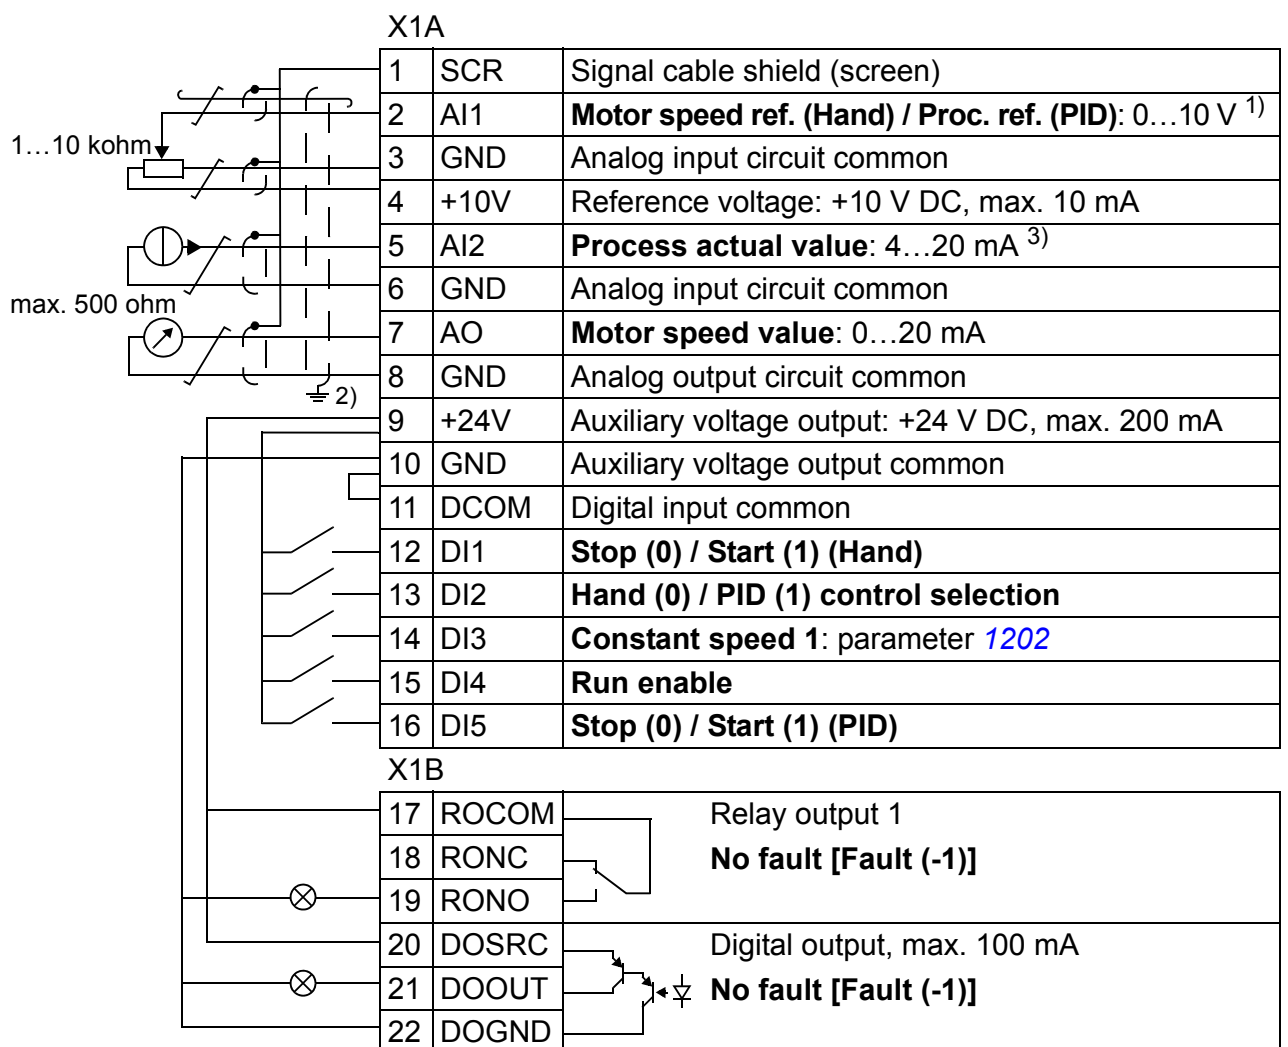 X1A
1 SCR Signal cable shield (screen)
2 AI1 Motor speed ref. (Hand) / Proc. ref. (PID): 0…10 V 1)
1…10 kohm
3 GND Analog input circuit common
4 +10V Reference voltage: +10 V DC, max. 10 mA
5 AI2 Process actual value: 4…20 mA 3)
6 GND Analog input circuit common
max. 500 ohm
7 AO Motor speed value: 0…20 mA
8 GND Analog output circuit common
2)
9 +24V Auxiliary voltage output: +24 V DC, max. 200 mA
10 GND Auxiliary voltage output common
11 DCOM Digital input common
12 DI1 Stop (0) / Start (1) (Hand)
13 DI2 Hand (0) / PID (1) control selection
14 DI3 Constant speed 1: parameter 1202
15 DI4 Run enable
16 DI5 Stop (0) / Start (1) (PID)
X1B
17 ROCOM Relay output 1
18 RONC No fault [Fault (-1)]
19 RONO
20 DOSRC Digital output, max. 100 mA
21 DOOUT No fault [Fault (-1)]
22 DOGND